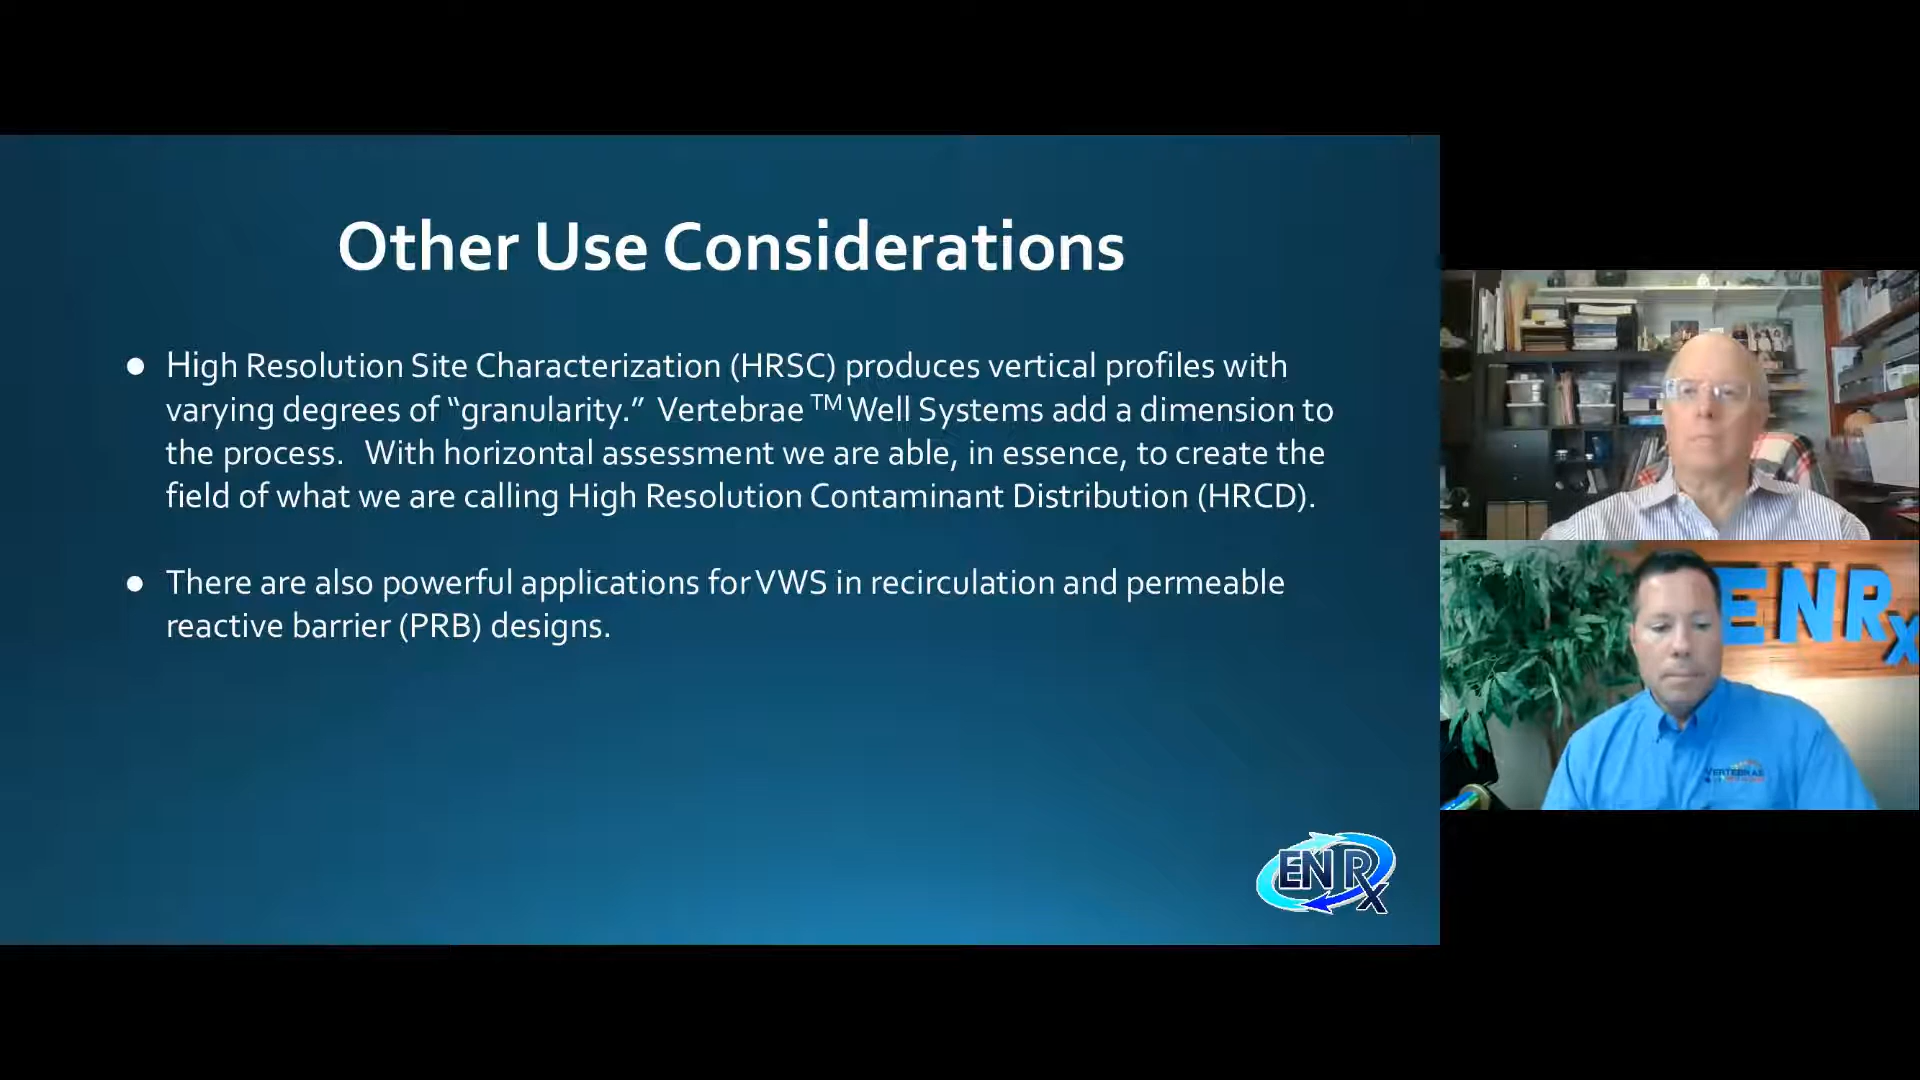 Other Use Considerations
● High Resolution Site Characterization (HRSC) produces vertical profiles with
varying degrees of “granularity.” Vertebrae TM Well Systems add a dimension to
the process. With horizontal assessment we are able, in essence, to create the
field of what we are calling High Resolution Contaminant Distribution (HRCD).
● There are also powerful applications for VWS in recirculation and permeable
reactive barrier (PRB) designs.
EN Rx
ENRx
VERTEBRAE